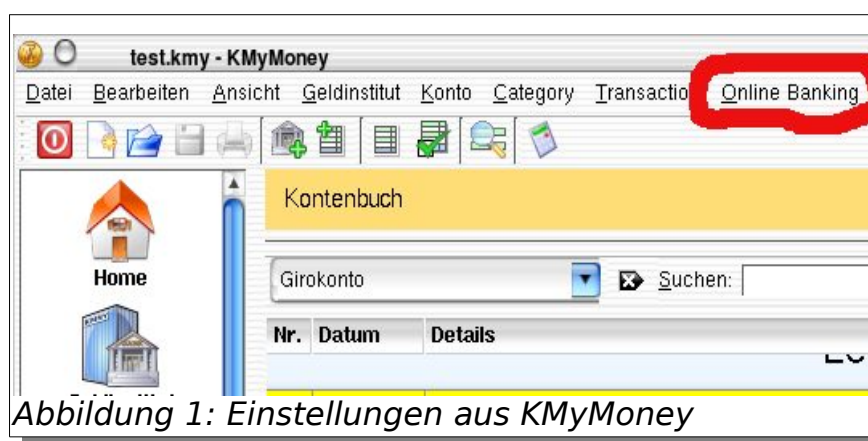 test.kmy - KMyMoney
Datei Bearbeiten Ansicht Geldinstitut Konto Category Transactio Online Banking
Kontenbuch
Home
Girokonto Suchen:
Nr. Datum Details
Abbildung 1: Einstellungen aus KMyMoney